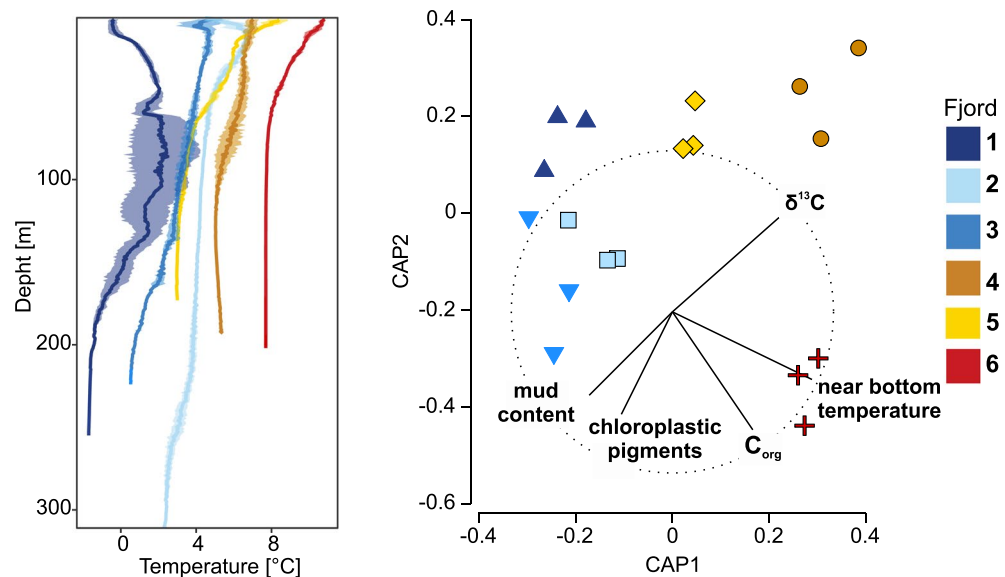 Depht [m]
100
200
300
0
4
8
Temperature [°C]
CAP2
0.4
0.2
0
-0.2
-0.4
-0.6
δ¹³C
mud
content
chloroplastic
pigments
Corg
near bottom
temperature
-0.4
-0.2
0
0.2
0.4
CAP1
Fjord
1
2
3
4
5
6